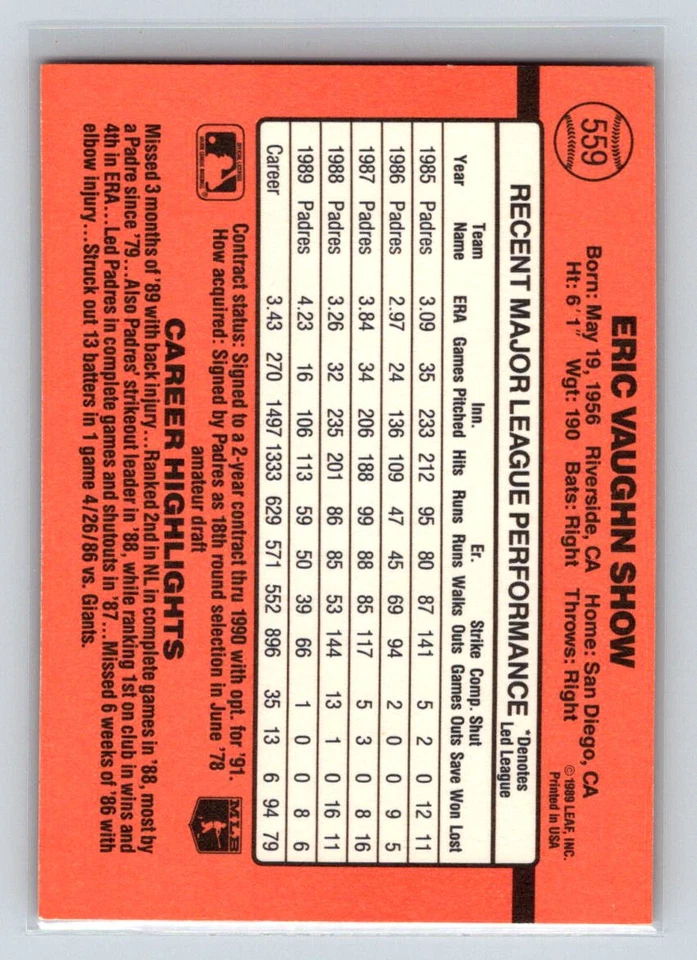 559
ERIC VAUGHN SHOW
Born: May 19, 1956 Riverside, CA Home: San Diego, CA
Ht: 6'1" Wgt: 190 Bats: Right Throws: Right
© 1989 LEAF, INC.
Printed in USA
RECENT MAJOR LEAGUE PERFORMANCE *Denotes Led League
Team Inn. Er. Strike Comp. Shut
Year Name ERA Games Pitched Hits Runs Runs Walks Outs Games Outs Save Won Lost
1985 Padres 3.09 35 233 212 95 80 87 141 5 2 0 12 11
1986 Padres 2.97 24 136 109 47 45 69 94 2 0 0 9 5
1987 Padres 3.84 34 206 188 99 88 85 117 5 3 0 8 16
1988 Padres 3.26 32 235 201 86 85 53 144 13 1 0 16 11
1989 Padres 4.23 16 106 113 59 50 39 66 1 0 0 8 6
Career 3.43 270 1497 1333 629 571 552 896 35 13 6 94 79
Contract status: Signed to a 2-year contract thru 1990 with opt. for '91.
How acquired: Signed by Padres as 18th round selection in June '78
amateur draft
MLB
CAREER HIGHLIGHTS
Missed 3 months of '89 with back injury...Ranked 2nd in NL in complete games in '88, most by
a Padre since '79...Also Padres' strikeout leader in '88, while ranking 1st on club in wins and
4th in ERA...Led Padres in complete games and shutouts in '87...Missed 6 weeks of '86 with
elbow injury...Struck out 13 batters in 1 game 4/26/86 vs. Giants.